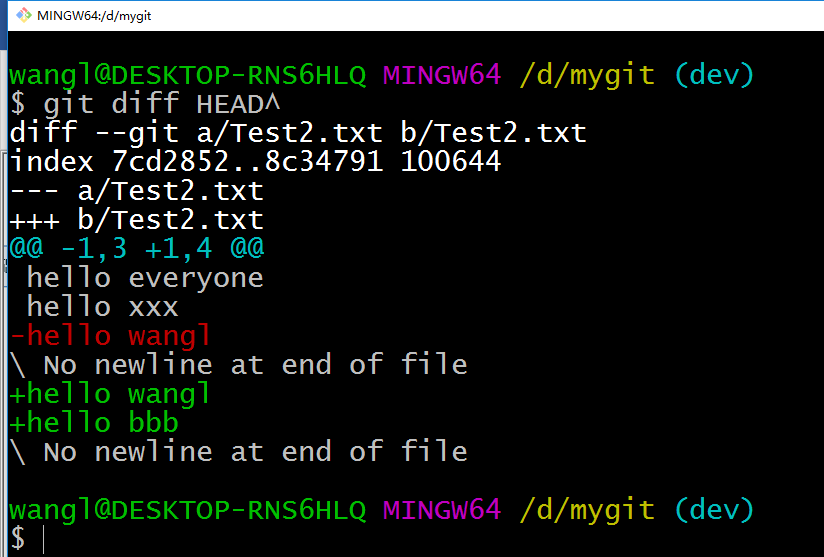 MINGW64:/d/mygit
wangl@DESKTOP-RNS6HLQ MINGW64 /d/mygit (dev)
$ git diff HEAD^
diff --git a/Test2.txt b/Test2.txt
index 7cd2852..8c34791 100644
--- a/Test2.txt
+++ b/Test2.txt
@@ -1,3 +1,4 @@
 hello everyone
 hello xxx
-hello wangl
\ No newline at end of file
+hello wangl
+hello bbb
\ No newline at end of file
wangl@DESKTOP-RNS6HLQ MINGW64 /d/mygit (dev)
$